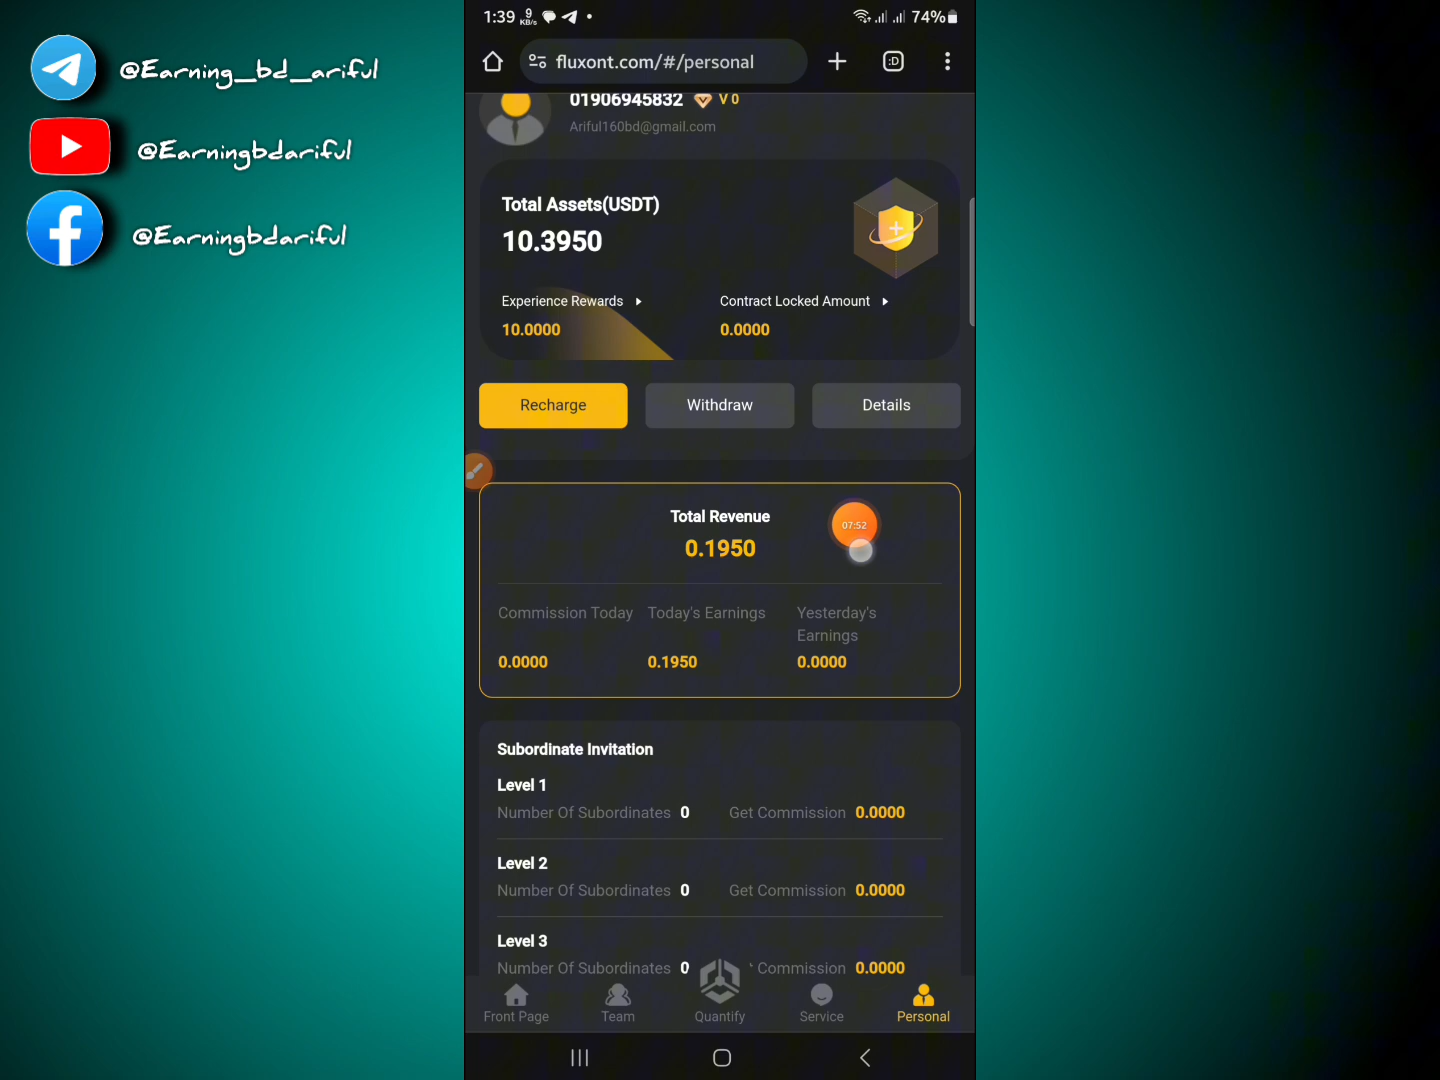 @Earning_bd_ariful
@Earningbdariful
@Earningbdariful
1:39 9 KB/s 74%
fluxont.com/#/personal :D
01906945832 V 0
Ariful160bd@gmail.com
Total Assets(USDT)
10.3950
Experience Rewards Contract Locked Amount
10.0000 0.0000
Recharge Withdraw Details
Total Revenue
07:52
0.1950
Commission Today Today's Earnings Yesterday's
Earnings
0.0000 0.1950 0.0000
Subordinate Invitation
Level 1
Number Of Subordinates 0 Get Commission 0.0000
Level 2
Number Of Subordinates 0 Get Commission 0.0000
Level 3
Number Of Subordinates 0 Commission 0.0000
Front Page Team Quantify Service Personal